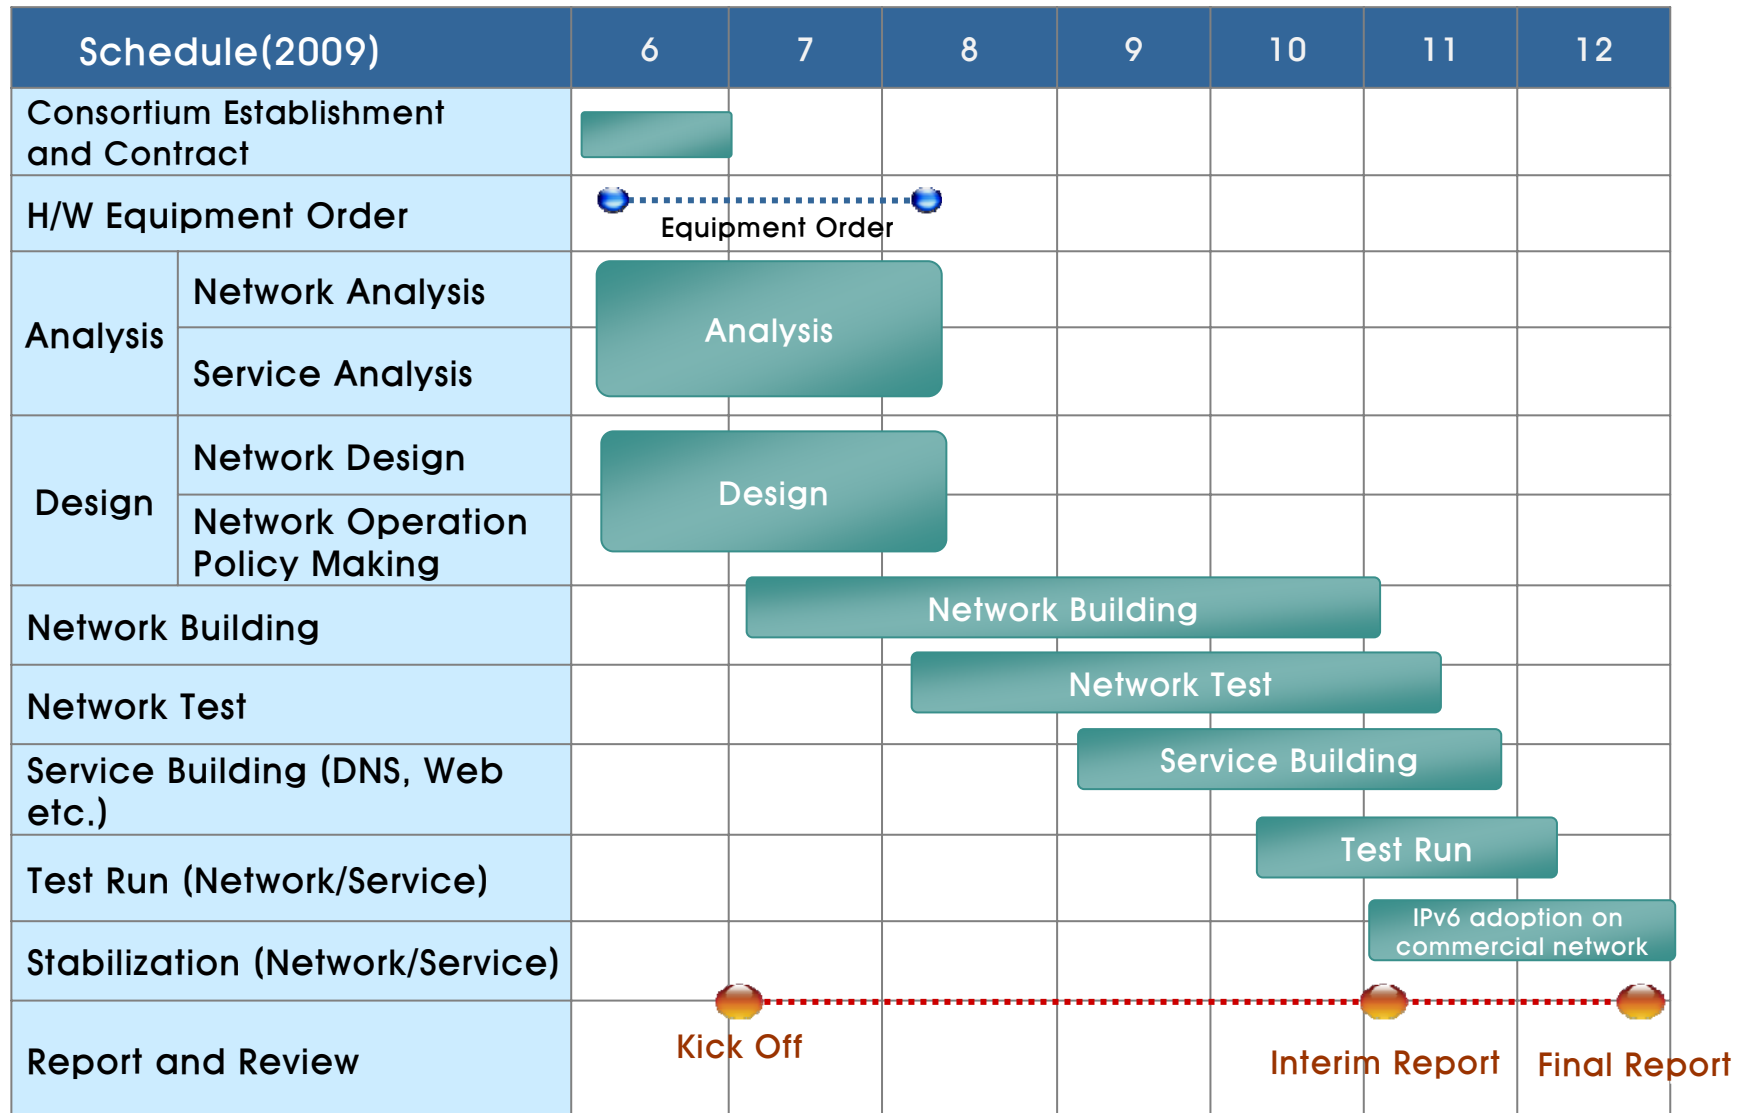 Schedule(2009) 6 7 8 9 10 11 12
Consortium Establishment
and Contract
H/W Equipment Order
Equipment Order
Analysis
Network Analysis
Service Analysis
Analysis
Design
Network Design
Network Operation
Policy Making
Design
Network Building
Network Building
Network Test
Network Test
Service Building (DNS, Web
etc.)
Service Building
Test Run (Network/Service)
Test Run
Stabilization (Network/Service)
IPv6 adoption on
commercial network
Report and Review
Kick Off
Interim Report
Final Report